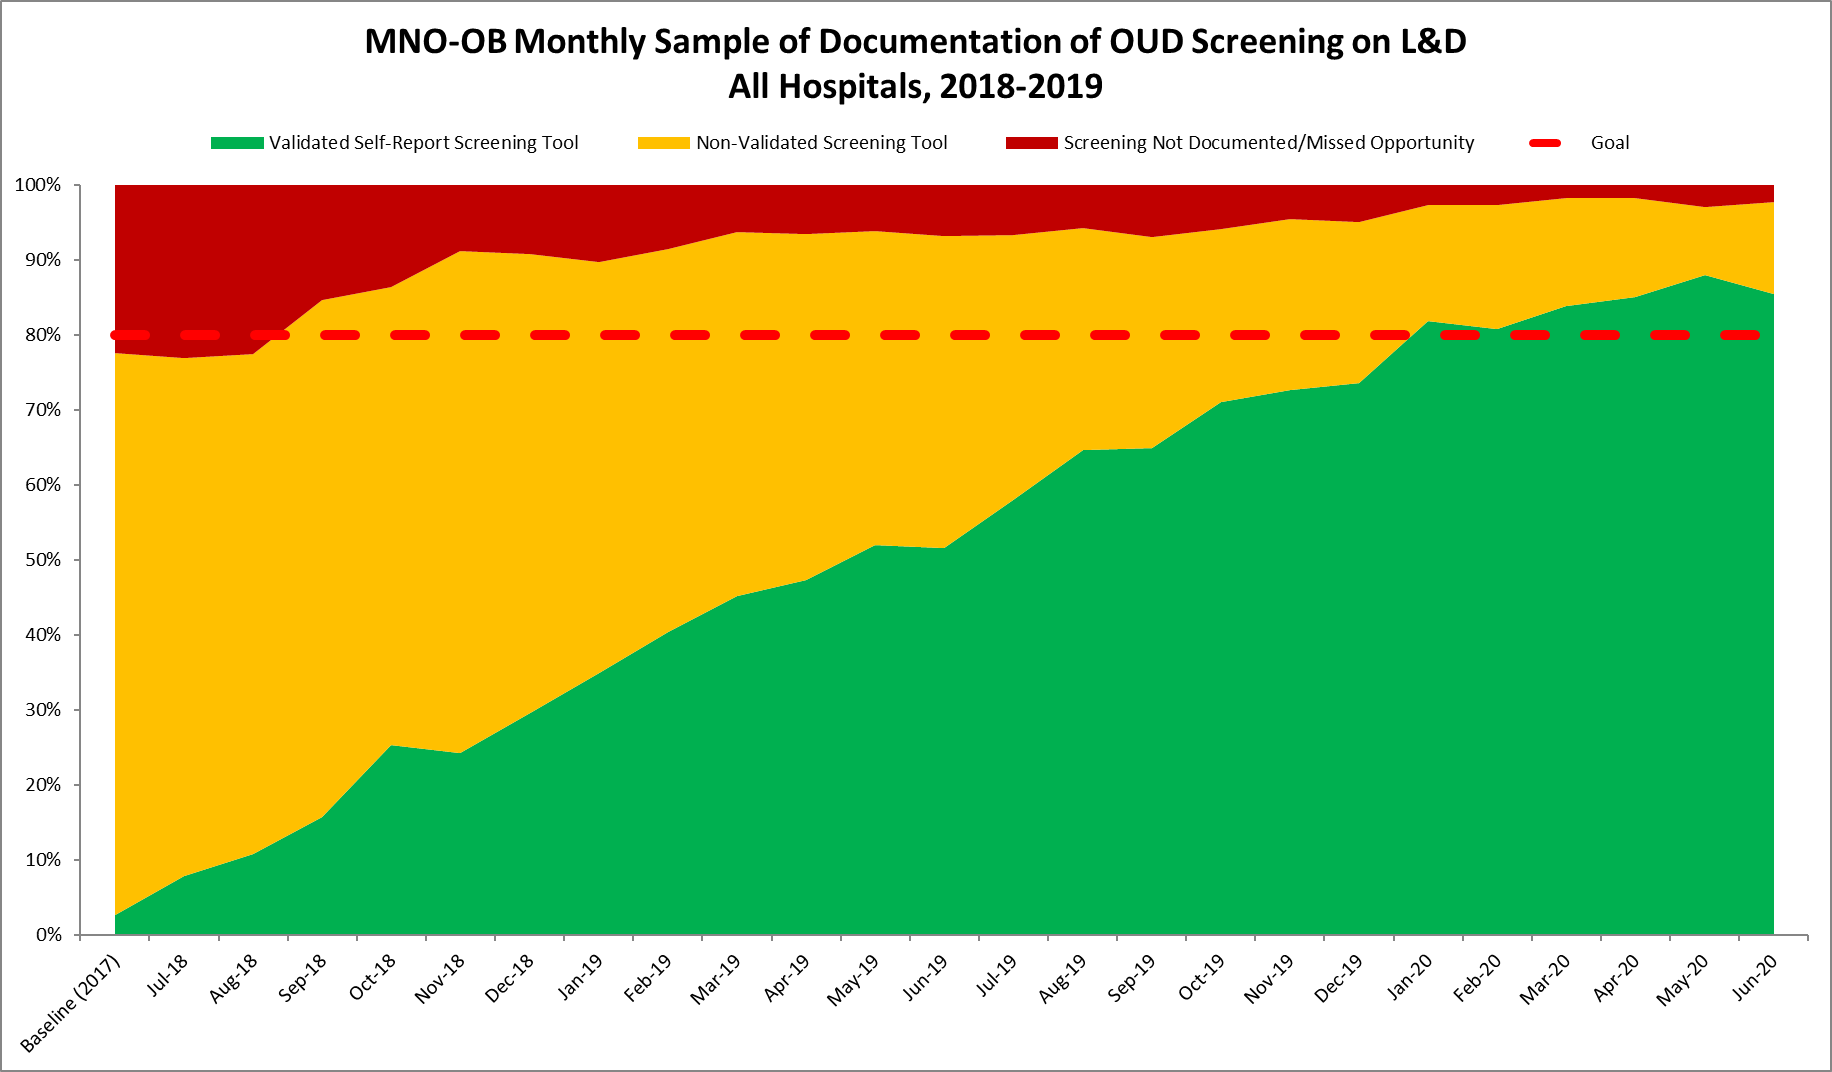 MNO-OB Monthly Sample of Documentation of OUD Screening on L&D
All Hospitals, 2018-2019
Validated Self-Report Screening Tool
Non-Validated Screening Tool
Screening Not Documented/Missed Opportunity
Goal
100%
90%
80%
70%
60%
50%
40%
30%
20%
10%
0%
Baseline (2017)
Jul-18
Aug-18
Sep-18
Oct-18
Nov-18
Dec-18
Jan-19
Feb-19
Mar-19
Apr-19
May-19
Jun-19
Jul-19
Aug-19
Sep-19
Oct-19
Nov-19
Dec-19
Jan-20
Feb-20
Mar-20
Apr-20
May-20
Jun-20